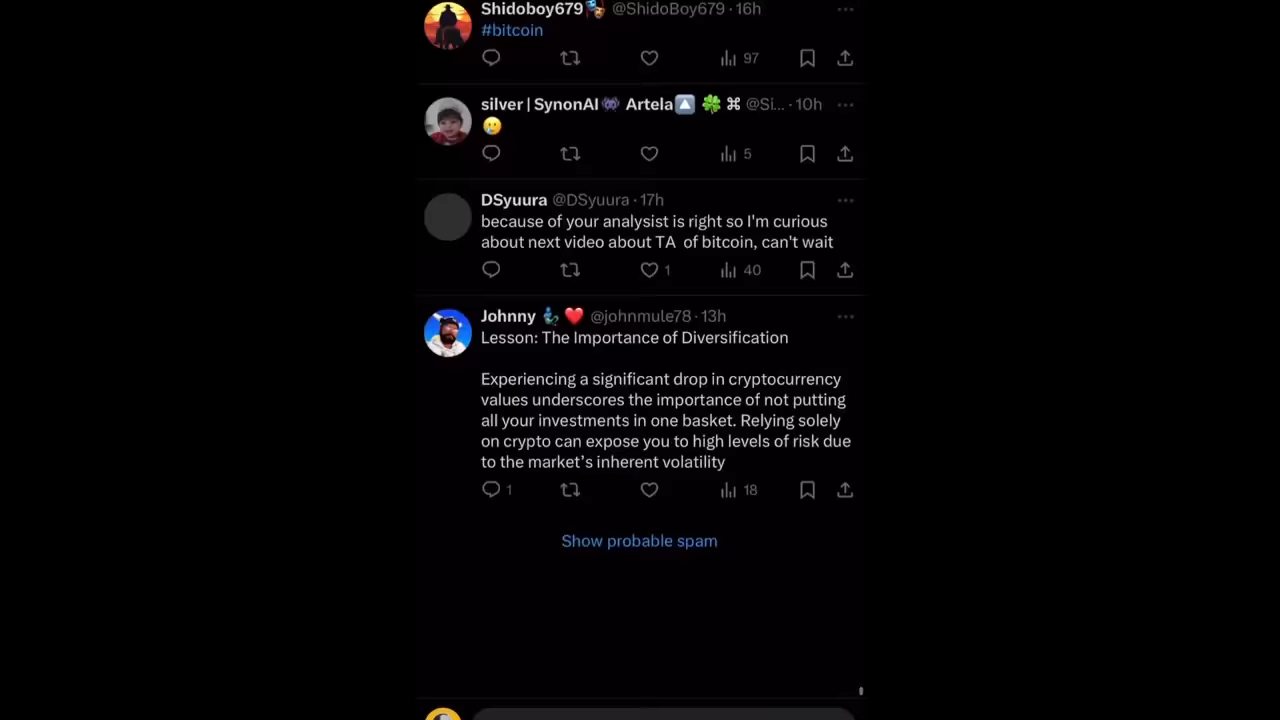 Shidoboy679🎭 @ShidoBoy679 · 16h
#bitcoin
97
silver | SynonAI👾 Artela🔼 🍀 ⌘ @Si... · 10h
🥲
5
DSyuura @DSyuura · 17h
because of your analysist is right so I'm curious
about next video about TA of bitcoin, can't wait
1 40
Johnny 🧞‍♂️ ❤️ @johnmule78 · 13h
Lesson: The Importance of Diversification
Experiencing a significant drop in cryptocurrency
values underscores the importance of not putting
all your investments in one basket. Relying solely
on crypto can expose you to high levels of risk due
to the market’s inherent volatility
1 18
Show probable spam